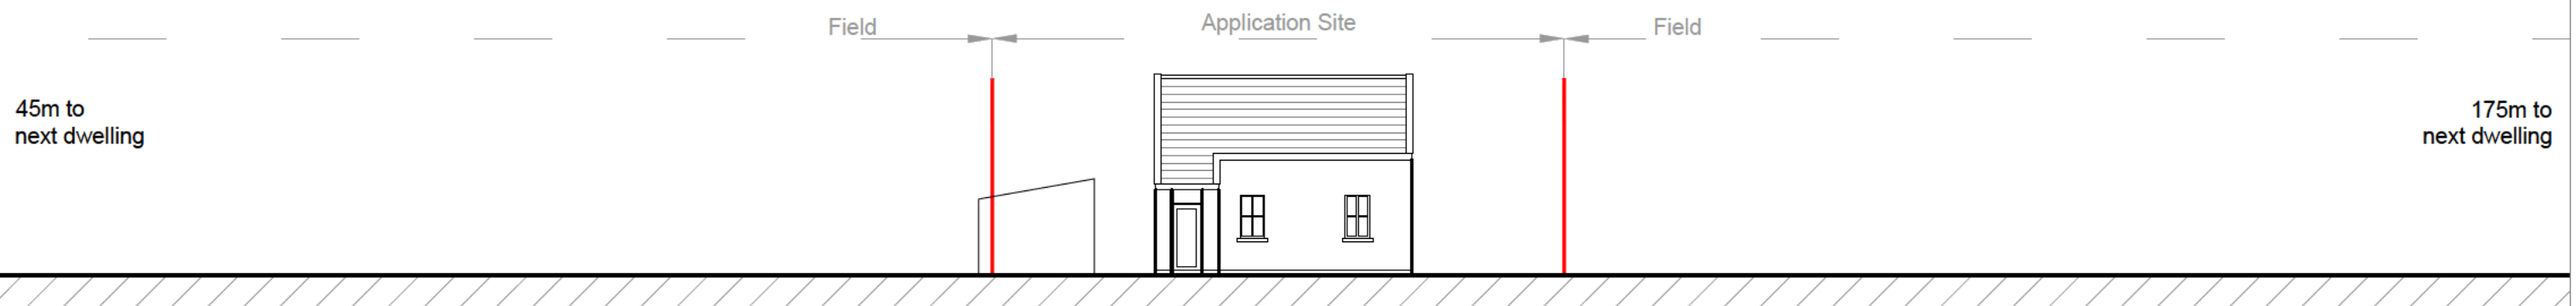 Field
Application Site
Field
45m to
next dwelling
175m to
next dwelling